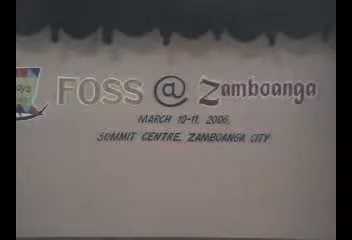 FOSS @ Zamboanga
MARCH 10-11, 2006.
SUMMIT CENTRE, ZAMBOANGA CITY